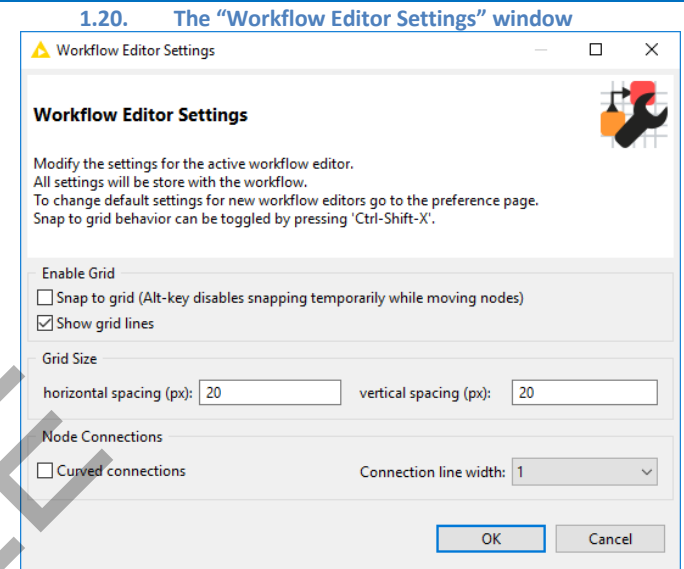 1.20. The “Workflow Editor Settings” window
Workflow Editor Settings
Workflow Editor Settings
Modify the settings for the active workflow editor.
All settings will be store with the workflow.
To change default settings for new workflow editors go to the preference page.
Snap to grid behavior can be toggled by pressing 'Ctrl-Shift-X'.
Enable Grid
Snap to grid (Alt-key disables snapping temporarily while moving nodes)
Show grid lines
Grid Size
horizontal spacing (px): 20 vertical spacing (px): 20
Node Connections
Curved connections Connection line width: 1
OK Cancel